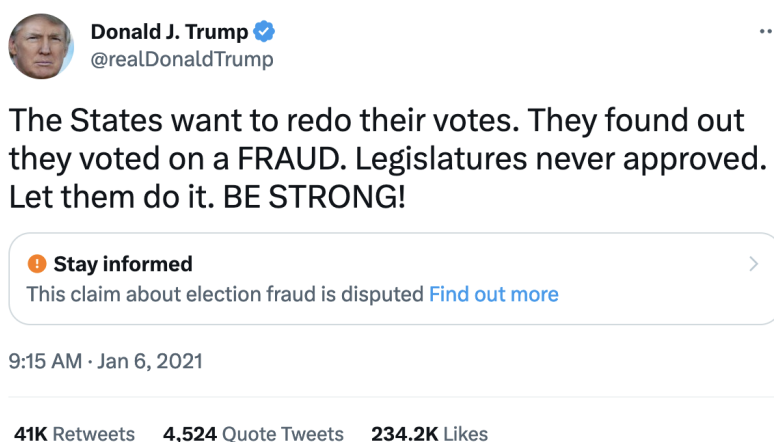 Donald J. Trump
@realDonaldTrump
The States want to redo their votes. They found out
they voted on a FRAUD. Legislatures never approved.
Let them do it. BE STRONG!
Stay informed
This claim about election fraud is disputed Find out more
9:15 AM · Jan 6, 2021
41K Retweets 4,524 Quote Tweets 234.2K Likes